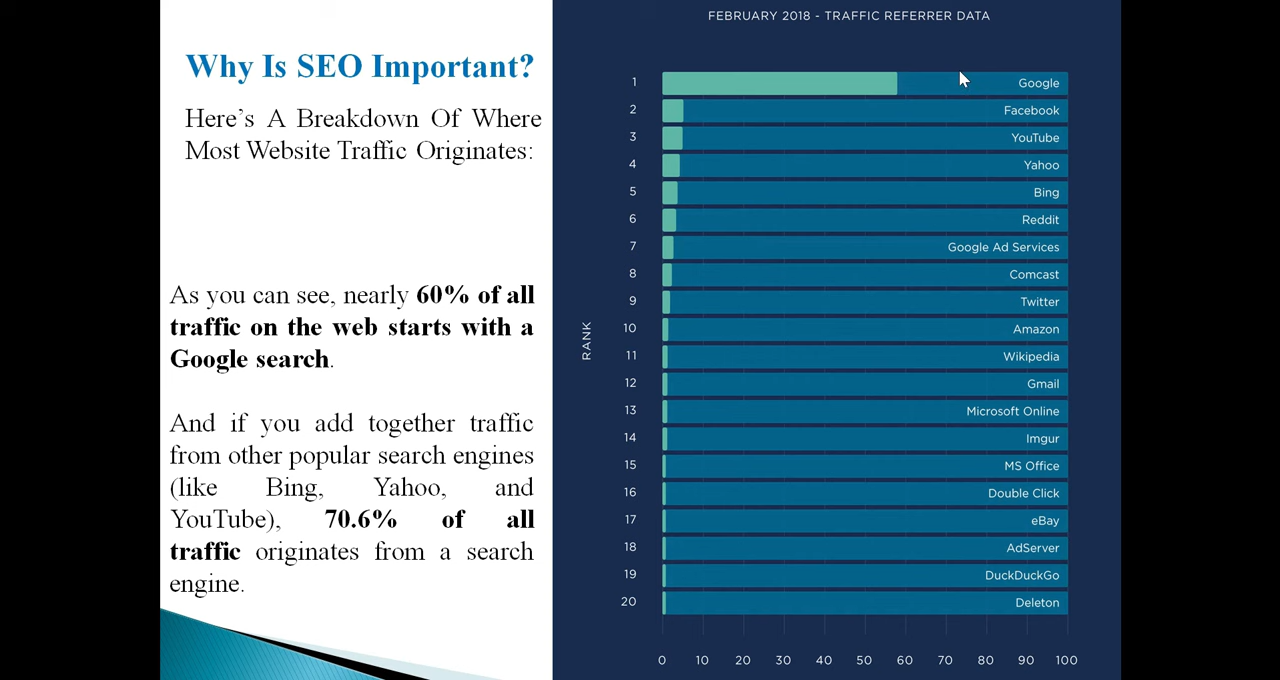 Why Is SEO Important?
Here's A Breakdown Of Where
Most Website Traffic Originates:
As you can see, nearly 60% of all
traffic on the web starts with a
Google search.
And if you add together traffic
from other popular search engines
(like Bing, Yahoo, and
YouTube), 70.6% of all
traffic originates from a search
engine.
FEBRUARY 2018 - TRAFFIC REFERRER DATA
RANK
1 Google
2 Facebook
3 YouTube
4 Yahoo
5 Bing
6 Reddit
7 Google Ad Services
8 Comcast
9 Twitter
10 Amazon
11 Wikipedia
12 Gmail
13 Microsoft Online
14 Imgur
15 MS Office
16 Double Click
17 eBay
18 AdServer
19 DuckDuckGo
20 Deleton
0 10 20 30 40 50 60 70 80 90 100